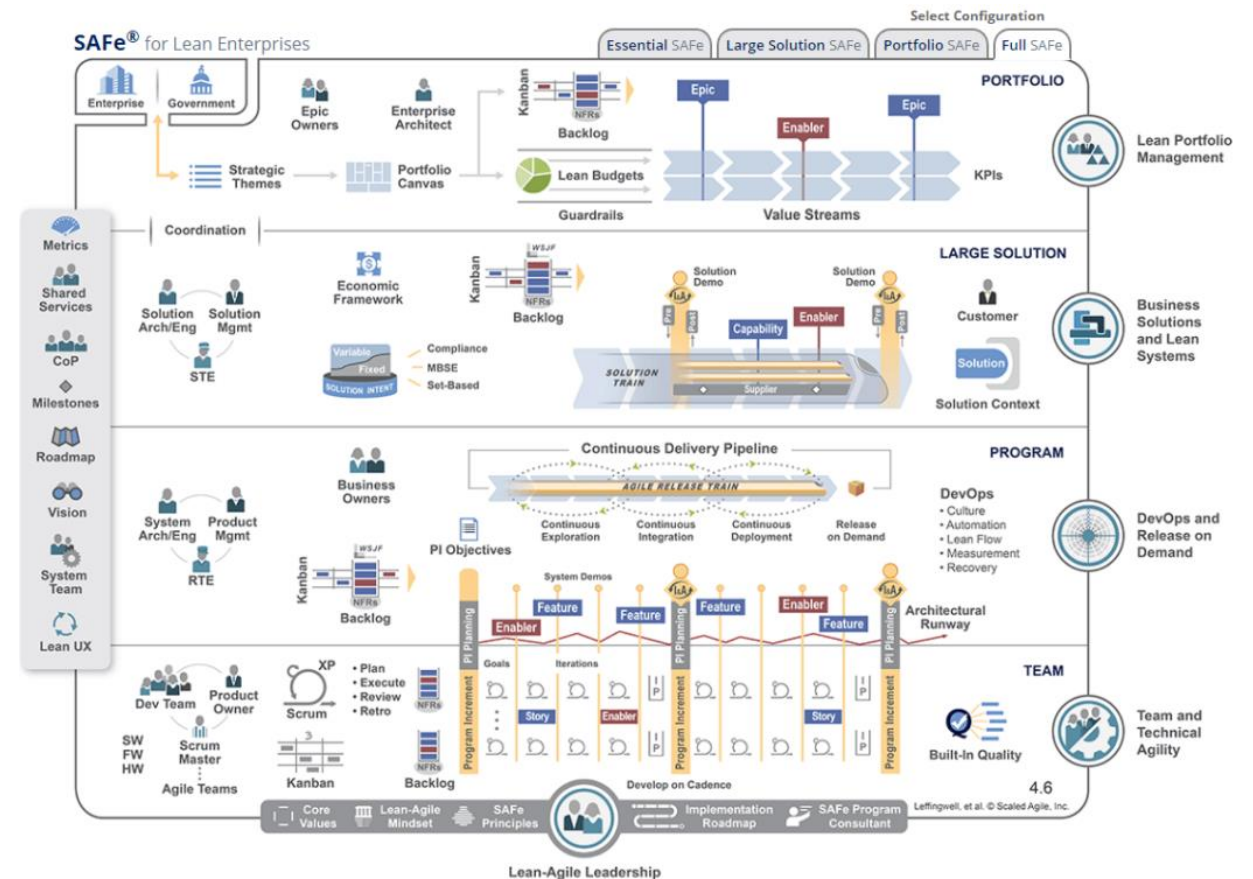 Select Configuration
SAFe® for Lean Enterprises
Essential SAFe
Large Solution SAFe
Portfolio SAFe
Full SAFe
PORTFOLIO
Enterprise
Government
Epic
Owners
Enterprise
Architect
Kanban
NFRs
Backlog
Epic
Enabler
Epic
Strategic
Themes
Portfolio
Canvas
Lean Budgets
Guardrails
KPIs
Value Streams
Lean Portfolio
Management
Metrics
Shared
Services
CoP
Milestones
Roadmap
Vision
System
Team
Lean UX
Coordination
LARGE SOLUTION
Solution
Arch/Eng
Solution
Mgmt
STE
Economic
Framework
Kanban
WSJF
NFRs
Backlog
Variable
Fixed
SOLUTION INTENT
Compliance
MBSE
Set-Based
Solution
Demo
I&A
Pre
Post
Capability
Enabler
Solution
Demo
I&A
Pre
Post
SOLUTION
TRAIN
Supplier
Customer
Solution
Solution Context
Business
Solutions
and Lean
Systems
PROGRAM
System
Arch/Eng
Product
Mgmt
RTE
Business
Owners
Continuous Delivery Pipeline
AGILE RELEASE TRAIN
Continuous
Exploration
Continuous
Integration
Continuous
Deployment
Release
on Demand
DevOps
• Culture
• Automation
• Lean Flow
• Measurement
• Recovery
DevOps and
Release on
Demand
PI Objectives
Kanban
WSJF
NFRs
Backlog
System Demos
I&A
I&A
Enabler
Feature
Feature
Feature
Enabler
Feature
Architectural
Runway
PI Planning
PI Planning
PI Planning
TEAM
Dev Team
Product
Owner
Scrum
Master
Agile Teams
SW
FW
HW
XP
Scrum
• Plan
• Execute
• Review
• Retro
3
Kanban
NFRs
NFRs
Backlog
Goals
Iterations
Program Increment
Program Increment
Program Increment
Story
Enabler
Story
I P
I P
I P
I P
Develop on Cadence
Built-In Quality
Team and
Technical
Agility
4.6
Leffingwell, et al. © Scaled Agile, Inc.
Core
Values
Lean-Agile
Mindset
SAFe
Principles
Implementation
Roadmap
SAFe Program
Consultant
Lean-Agile Leadership